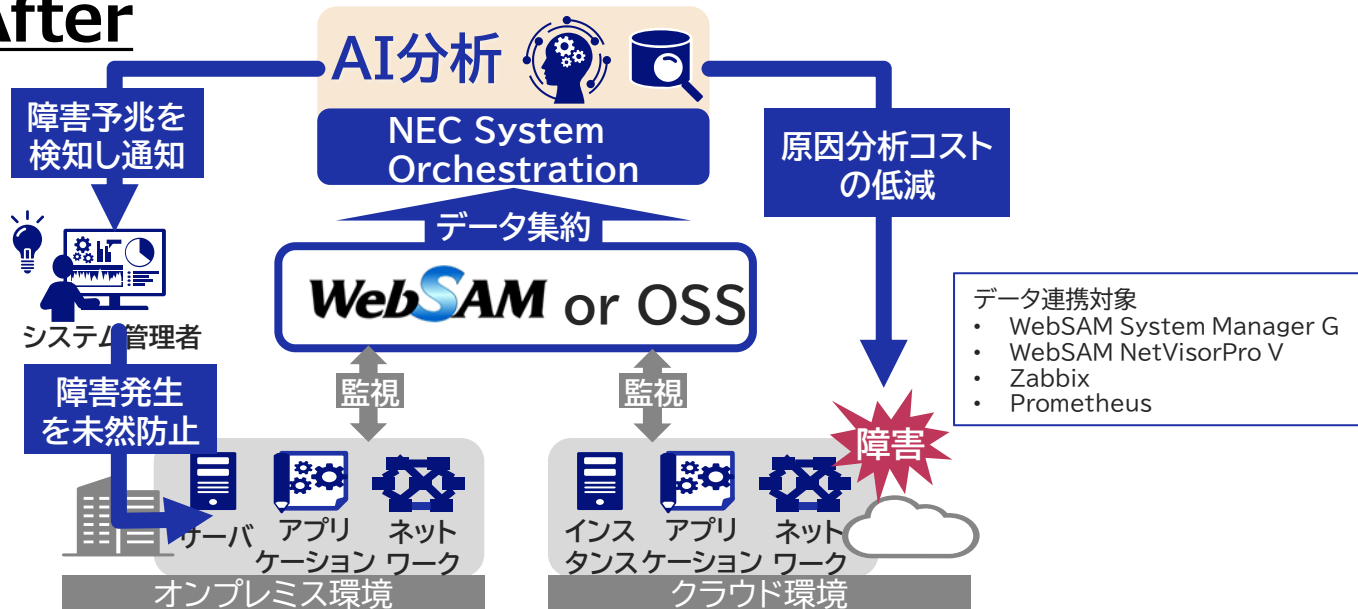 After
AI分析
NEC System
Orchestration
障害予兆を
検知し通知
原因分析コスト
の低減
データ集約
WebSAM or OSS
システム管理者
障害発生
を未然防止
監視
監視
データ連携対象
• WebSAM System Manager G
• WebSAM NetVisorPro V
• Zabbix
• Prometheus
障害
サーバ
アプリ
ケーション
ネット
ワーク
オンプレミス環境
インス
タンス
アプリ
ケーション
ネット
ワーク
クラウド環境